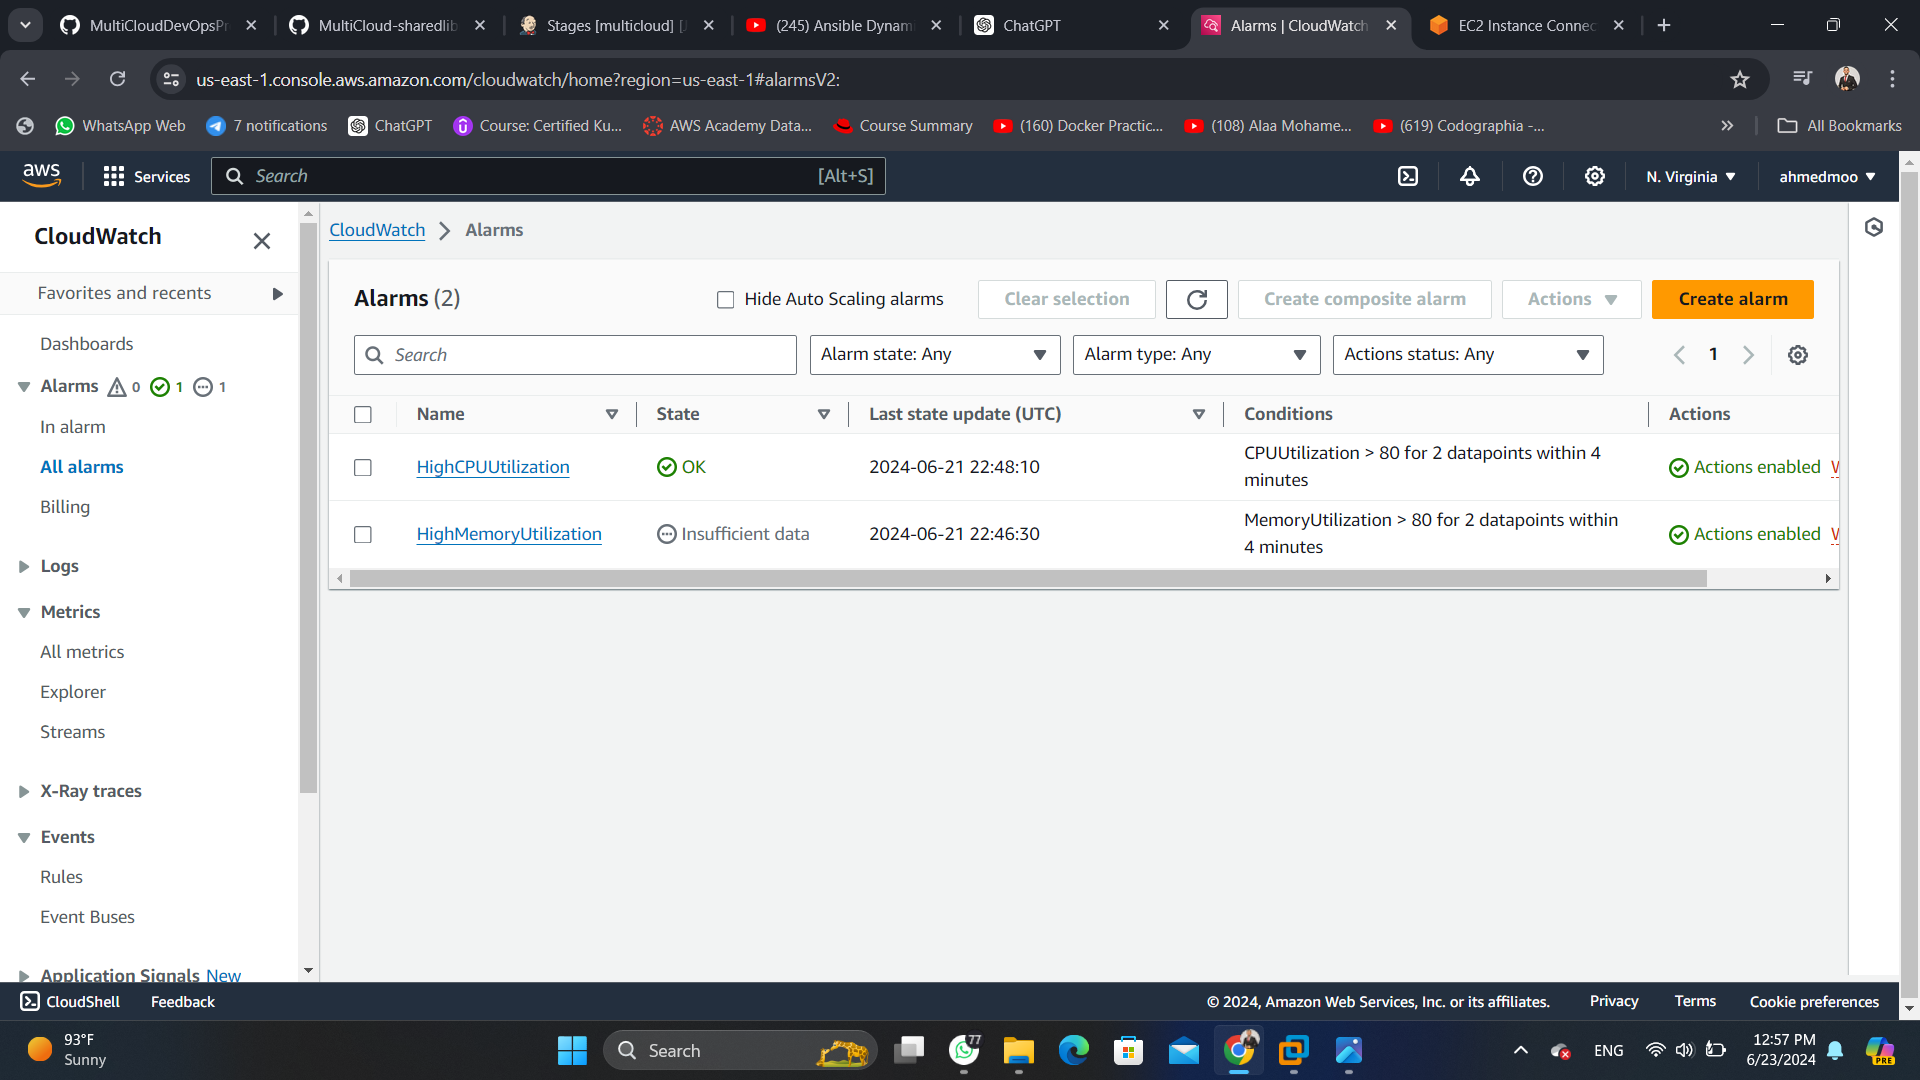 MultiCloudDevOpsPr
MultiCloud-sharedlib
Stages [multicloud] [J
(245) Ansible Dynami
ChatGPT
Alarms | CloudWatch
EC2 Instance Connec
us-east-1.console.aws.amazon.com/cloudwatch/home?region=us-east-1#alarmsV2:
WhatsApp Web
7 notifications
ChatGPT
Course: Certified Ku...
AWS Academy Data...
Course Summary
(160) Docker Practic...
(108) Alaa Mohame...
(619) Codographia -...
All Bookmarks
aws
Services
Search
[Alt+S]
N. Virginia
ahmedmoo
CloudWatch
Favorites and recents
Dashboards
Alarms 0 1 1
In alarm
All alarms
Billing
Logs
Metrics
All metrics
Explorer
Streams
X-Ray traces
Events
Rules
Event Buses
Application Signals New
CloudWatch > Alarms
Alarms (2)
Hide Auto Scaling alarms
Clear selection
Create composite alarm
Actions
Create alarm
Search
Alarm state: Any
Alarm type: Any
Actions status: Any
1
Name
State
Last state update (UTC)
Conditions
Actions
HighCPUUtilization
OK
2024-06-21 22:48:10
CPUUtilization > 80 for 2 datapoints within 4
minutes
Actions enabled
HighMemoryUtilization
Insufficient data
2024-06-21 22:46:30
MemoryUtilization > 80 for 2 datapoints within
4 minutes
Actions enabled
CloudShell
Feedback
© 2024, Amazon Web Services, Inc. or its affiliates.
Privacy
Terms
Cookie preferences
93°F
Sunny
Search
77
ENG
12:57 PM
6/23/2024
PRE